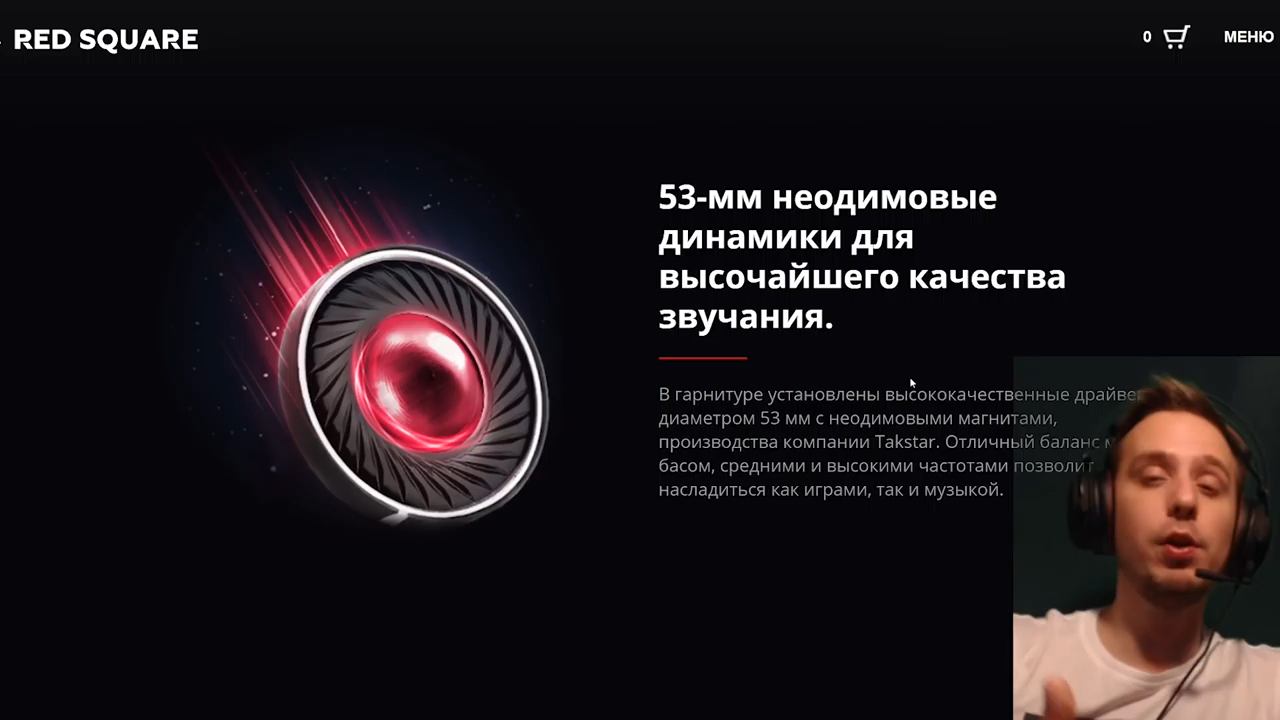 RED SQUARE
0
МЕНЮ
53-мм неодимовые
динамики для
высочайшего качества
звучания.
В гарнитуре установлены высококачественные
диаметром 53 мм с неодимовыми магнитами,
производства компании Takstar. Отличный баланс
басом, средними и высокими частотами позволит
насладиться как играми, так и музыкой.